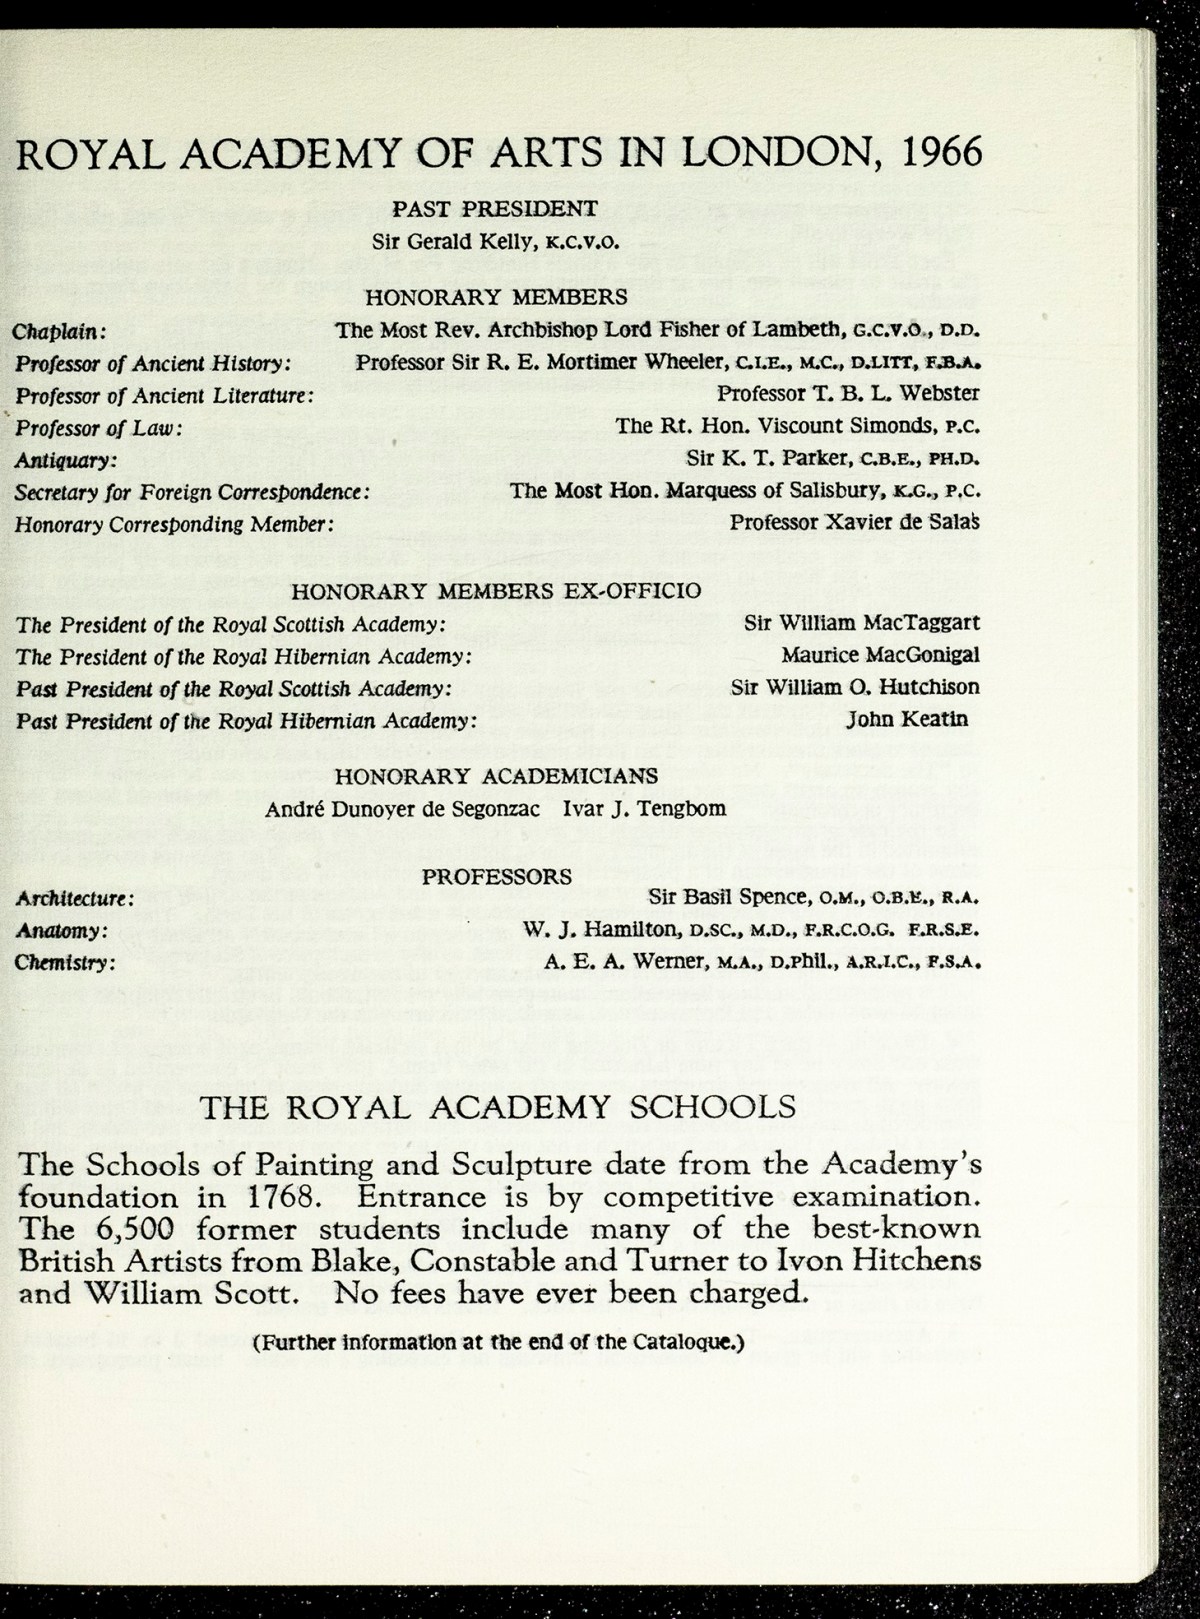 ROYAL ACADEMY OF ARTS IN LONDON, 1966
PAST PRESIDENT
Sir Gerald Kelly, K.C.V.O.
HONORARY MEMBERS
Chaplain: The Most Rev. Archbishop Lord Fisher of Lambeth, G.C.V.O., D.D.
Professor of Ancient History: Professor Sir R. E. Mortimer Wheeler, C.I.E., M.C., D.LITT, F.B.A.
Professor of Ancient Literature: Professor T. B. L. Webster
Professor of Law: The Rt. Hon. Viscount Simonds, P.C.
Antiquary: Sir K. T. Parker, C.B.E., PH.D.
Secretary for Foreign Correspondence: The Most Hon. Marquess of Salisbury, K.G., P.C.
Honorary Corresponding Member: Professor Xavier de Salas
HONORARY MEMBERS EX-OFFICIO
The President of the Royal Scottish Academy: Sir William MacTaggart
The President of the Royal Hibernian Academy: Maurice MacGonigal
Past President of the Royal Scottish Academy: Sir William O. Hutchison
Past President of the Royal Hibernian Academy: John Keatin
HONORARY ACADEMICIANS
André Dunoyer de Segonzac Ivar J. Tengbom
PROFESSORS
Architecture: Sir Basil Spence, O.M., O.B.E., R.A.
Anatomy: W. J. Hamilton, D.SC., M.D., F.R.C.O.G. F.R.S.E.
Chemistry: A. E. A. Werner, M.A., D.Phil., A.R.I.C., F.S.A.
THE ROYAL ACADEMY SCHOOLS
The Schools of Painting and Sculpture date from the Academy's
foundation in 1768. Entrance is by competitive examination.
The 6,500 former students include many of the best-known
British Artists from Blake, Constable and Turner to Ivon Hitchens
and William Scott. No fees have ever been charged.
(Further information at the end of the Catalogue.)